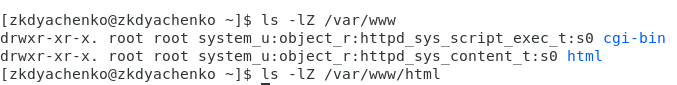 [zkdyachenko@zkdyachenko ~]$ ls -lZ /var/www
drwxr-xr-x. root root system_u:object_r:httpd_sys_script_exec_t:s0 cgi-bin
drwxr-xr-x. root root system_u:object_r:httpd_sys_content_t:s0 html
[zkdyachenko@zkdyachenko ~]$ ls -lZ /var/www/html